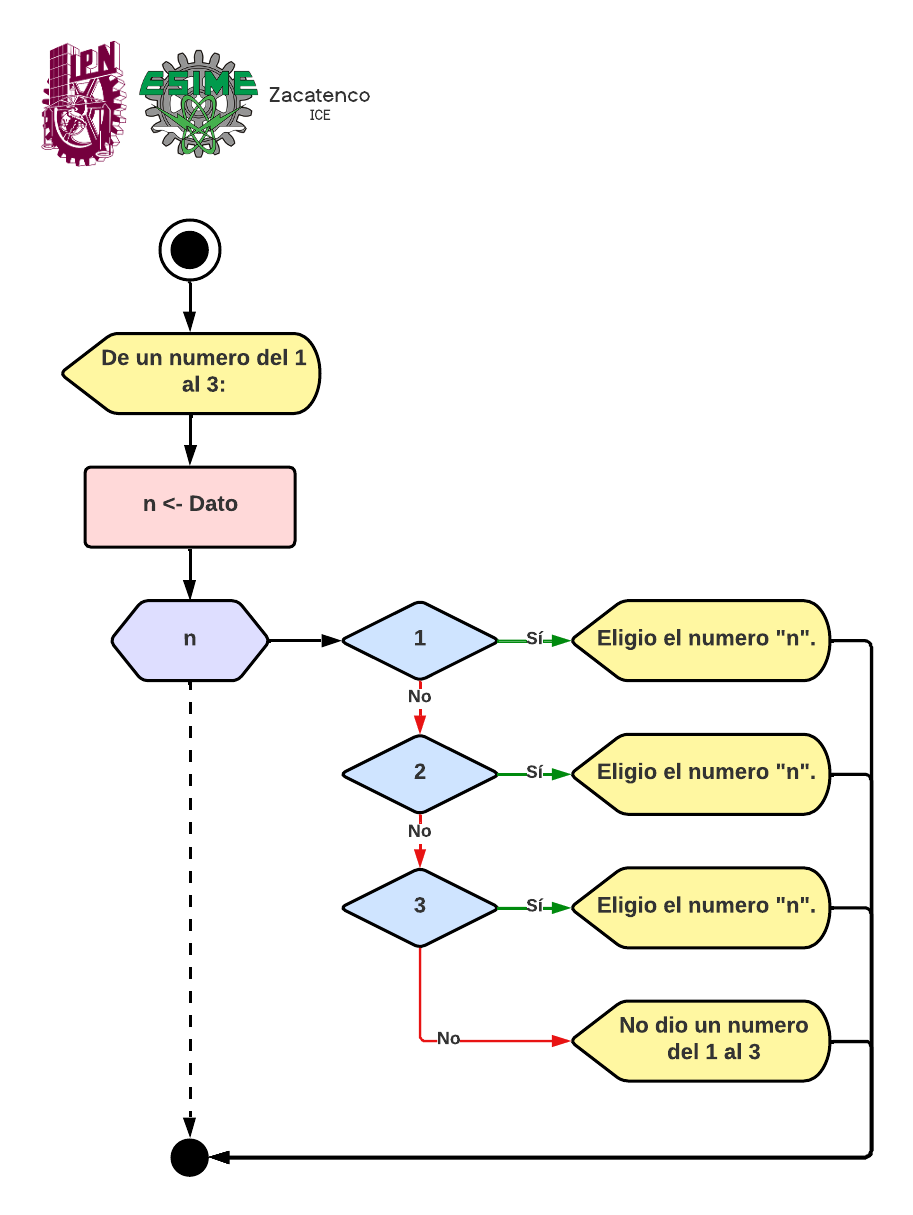 IPN
ESIME
Zacatenco
ICE
De un numero del 1
al 3:
n <- Dato
n
1
Sí
Eligio el numero "n".
No
2
Sí
Eligio el numero "n".
No
3
Sí
Eligio el numero "n".
No
No dio un numero
del 1 al 3